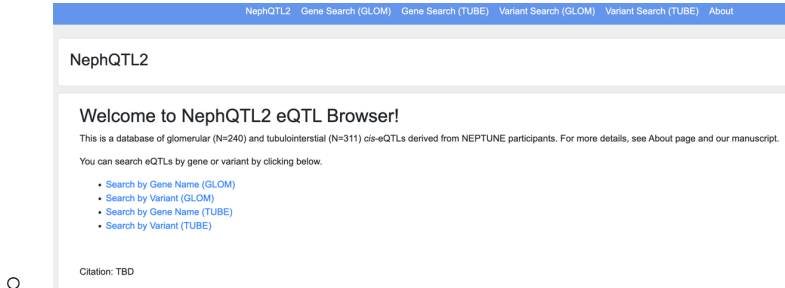 NephQTL2 Gene Search (GLOM) Gene Search (TUBE) Variant Search (GLOM) Variant Search (TUBE) About
NephQTL2
Welcome to NephQTL2 eQTL Browser!
This is a database of glomerular (N=240) and tubulointerstial (N=311) cis-eQTLs derived from NEPTUNE participants. For more details, see About page and our manuscript.
You can search eQTLs by gene or variant by clicking below.
• Search by Gene Name (GLOM)
• Search by Variant (GLOM)
• Search by Gene Name (TUBE)
• Search by Variant (TUBE)
Citation: TBD